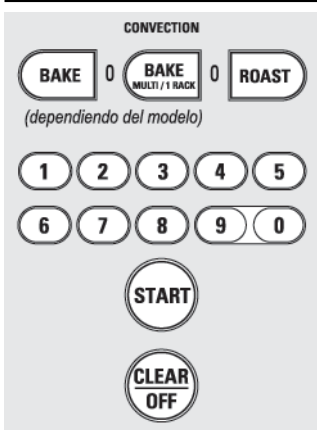 CONVECTION
BAKE 0 BAKE 0 ROAST
MULTI / 1 RACK
(dependiendo del modelo)
1 2 3 4 5
6 7 8 9 0
START
CLEAR
OFF